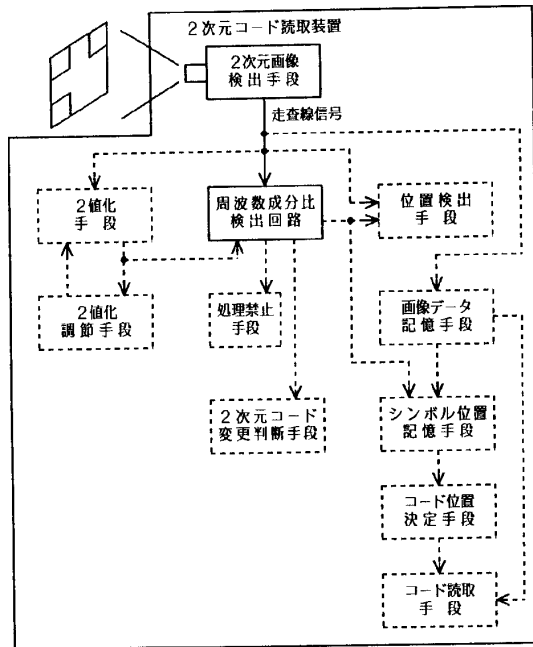 2次元コード読取装置
2次元画像
検出手段
走査線信号
2値化
手段
周波数成分比
検出回路
位置検出
手段
2値化
調節手段
処理禁止
手段
画像データ
記憶手段
2次元コード
変更判断手段
シンボル位置
記憶手段
コード位置
決定手段
コード読取
手段